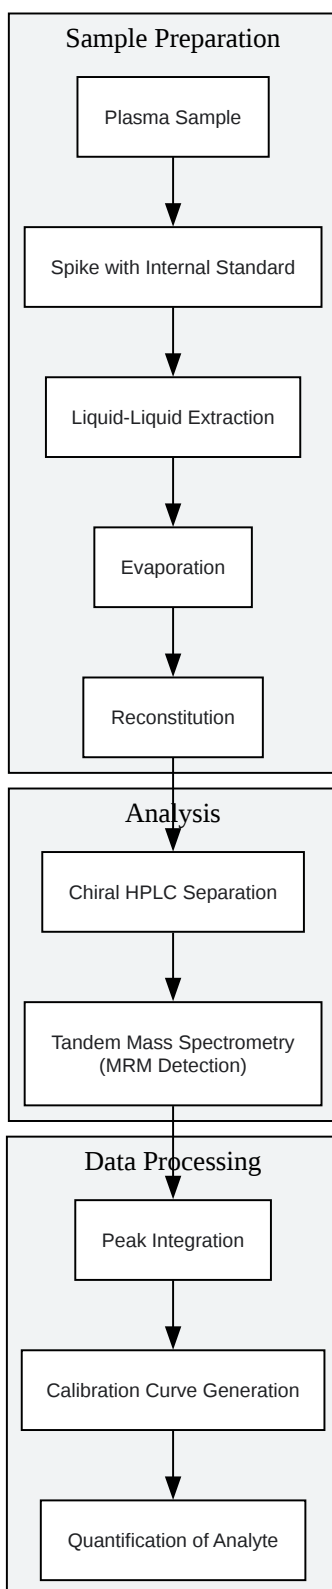 Sample Preparation
Plasma Sample
Spike with Internal Standard
Liquid-Liquid Extraction
Evaporation
Reconstitution
Analysis
Chiral HPLC Separation
Tandem Mass Spectrometry
(MRM Detection)
Data Processing
Peak Integration
Calibration Curve Generation
Quantification of Analyte